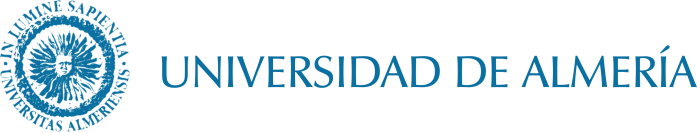 IN LUMINE SAPIENTIA
UNIVERSITAS ALMERIENSIS
UNIVERSIDAD DE ALMERÍA